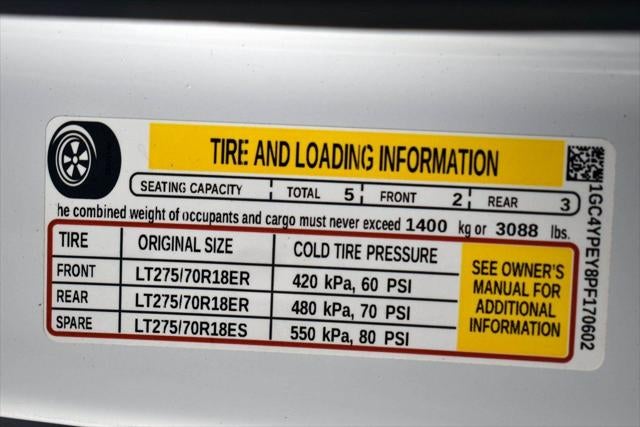 TIRE AND LOADING INFORMATION
SEATING CAPACITY TOTAL 5 FRONT 2 REAR 3
he combined weight of occupants and cargo must never exceed 1400 kg or 3088 lbs.
TIRE ORIGINAL SIZE COLD TIRE PRESSURE
FRONT LT275/70R18ER 420 kPa, 60 PSI
REAR LT275/70R18ER 480 kPa, 70 PSI
SPARE LT275/70R18ES 550 kPa, 80 PSI
SEE OWNER'S
MANUAL FOR
ADDITIONAL
INFORMATION
1GC4YPEY8PF170602